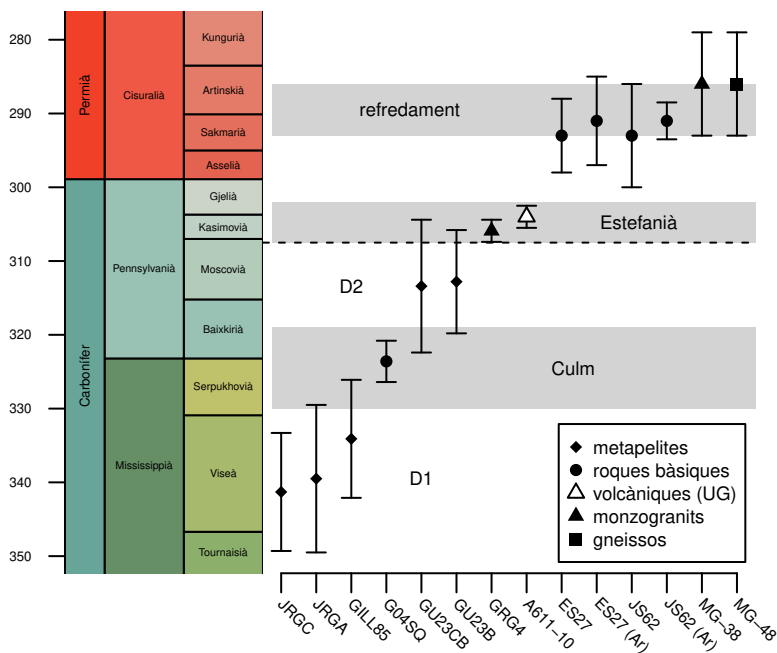 280
290
300
310
320
330
340
350
Permià
Carbonífer
Cisuralià
Pennsylvanià
Mississippià
Kungurià
Artinskià
Sakmarià
Asselià
Gjelià
Kasimovià
Moscovià
Baixkirià
Serpukhovià
Viseà
Tournaisià
refredament
Estefanià
D2
Culm
D1
metapelites
roques bàsiques
volcàniques (UG)
monzogranits
gneissos
JRGC
JRGA
GILL85
G04SQ
GU23CB
GU23B
GRG4
A611−10
ES27
ES27 (Ar)
JS62
JS62 (Ar)
MG−38
MG−48